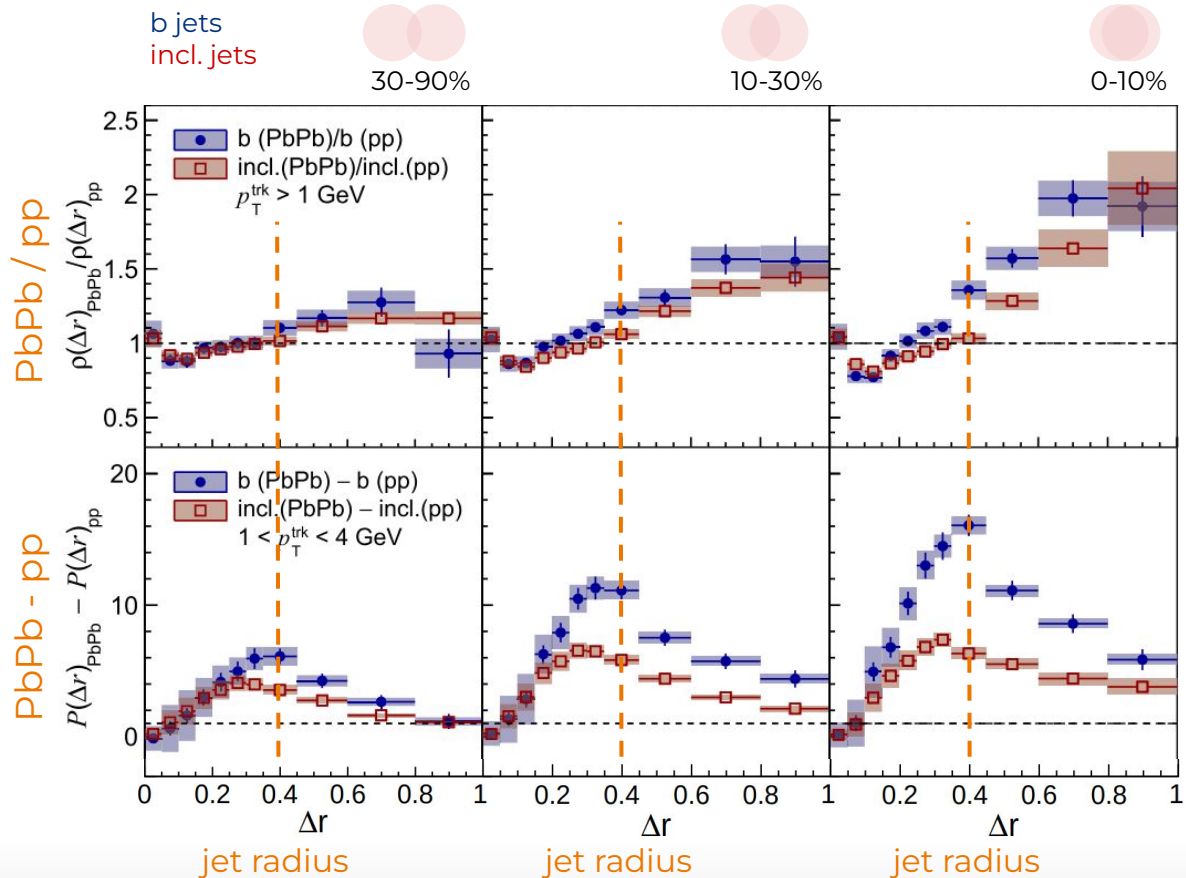 b jets
incl. jets
30-90%
10-30%
0-10%
PbPb / pp
ρ(Δr)PbPb/ρ(Δr)pp
2.5
2
1.5
1
0.5
b (PbPb)/b (pp)
incl.(PbPb)/incl.(pp)
pTtrk > 1 GeV
PbPb - pp
P(Δr)PbPb − P(Δr)pp
20
10
0
b (PbPb) − b (pp)
incl.(PbPb) − incl.(pp)
1 < pTtrk < 4 GeV
0 0.2 0.4 0.6 0.8 1
0.2 0.4 0.6 0.8 1
0.2 0.4 0.6 0.8 1
Δr Δr Δr
jet radius jet radius jet radius